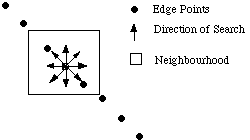 Edge Points
Direction of Search
Neighbourhood